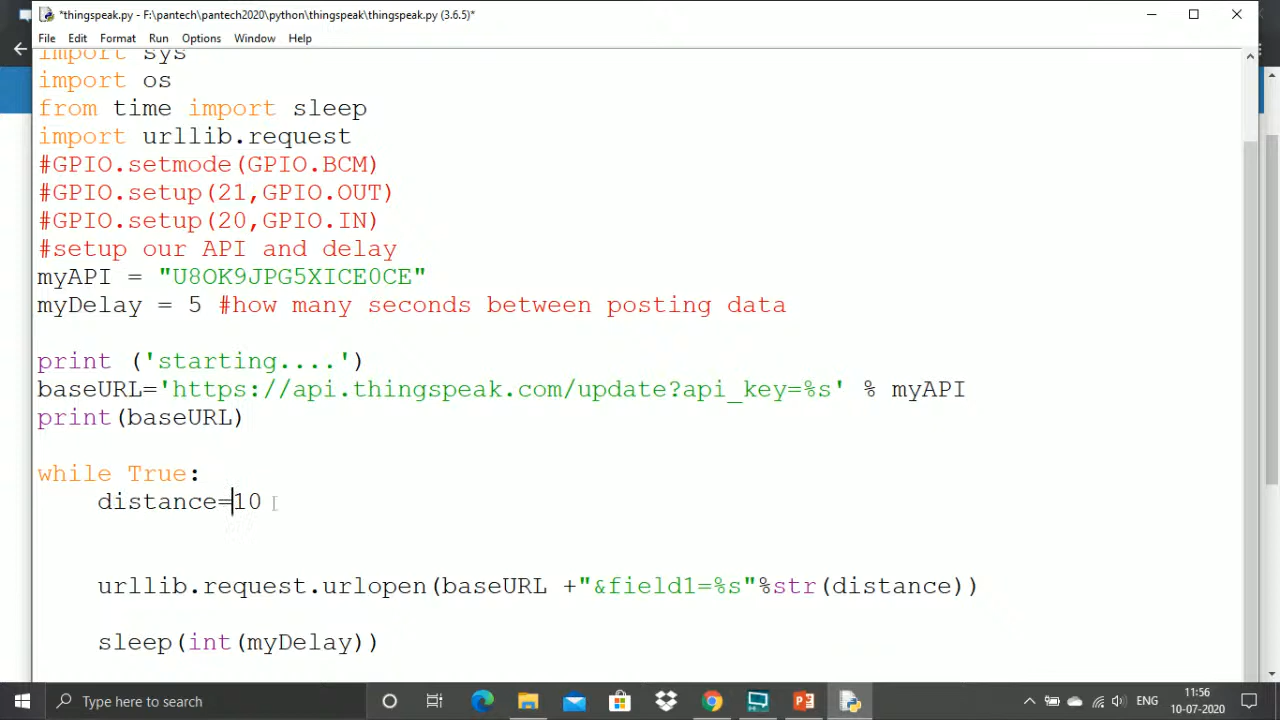 *thingspeak.py - F:\pantech\pantech2020\python\thingspeak\thingspeak.py (3.6.5)*
File Edit Format Run Options Window Help
import sys
import os
from time import sleep
import urllib.request
#GPIO.setmode(GPIO.BCM)
#GPIO.setup(21,GPIO.OUT)
#GPIO.setup(20,GPIO.IN)
#setup our API and delay
myAPI = "U8OK9JPG5XICE0CE"
myDelay = 5 #how many seconds between posting data
print ('starting....')
baseURL='https://api.thingspeak.com/update?api_key=%s' % myAPI
print(baseURL)
while True:
distance=10
urllib.request.urlopen(baseURL +"&field1=%s"%str(distance))
sleep(int(myDelay))
Type here to search
ENG
11:56
10-07-2020